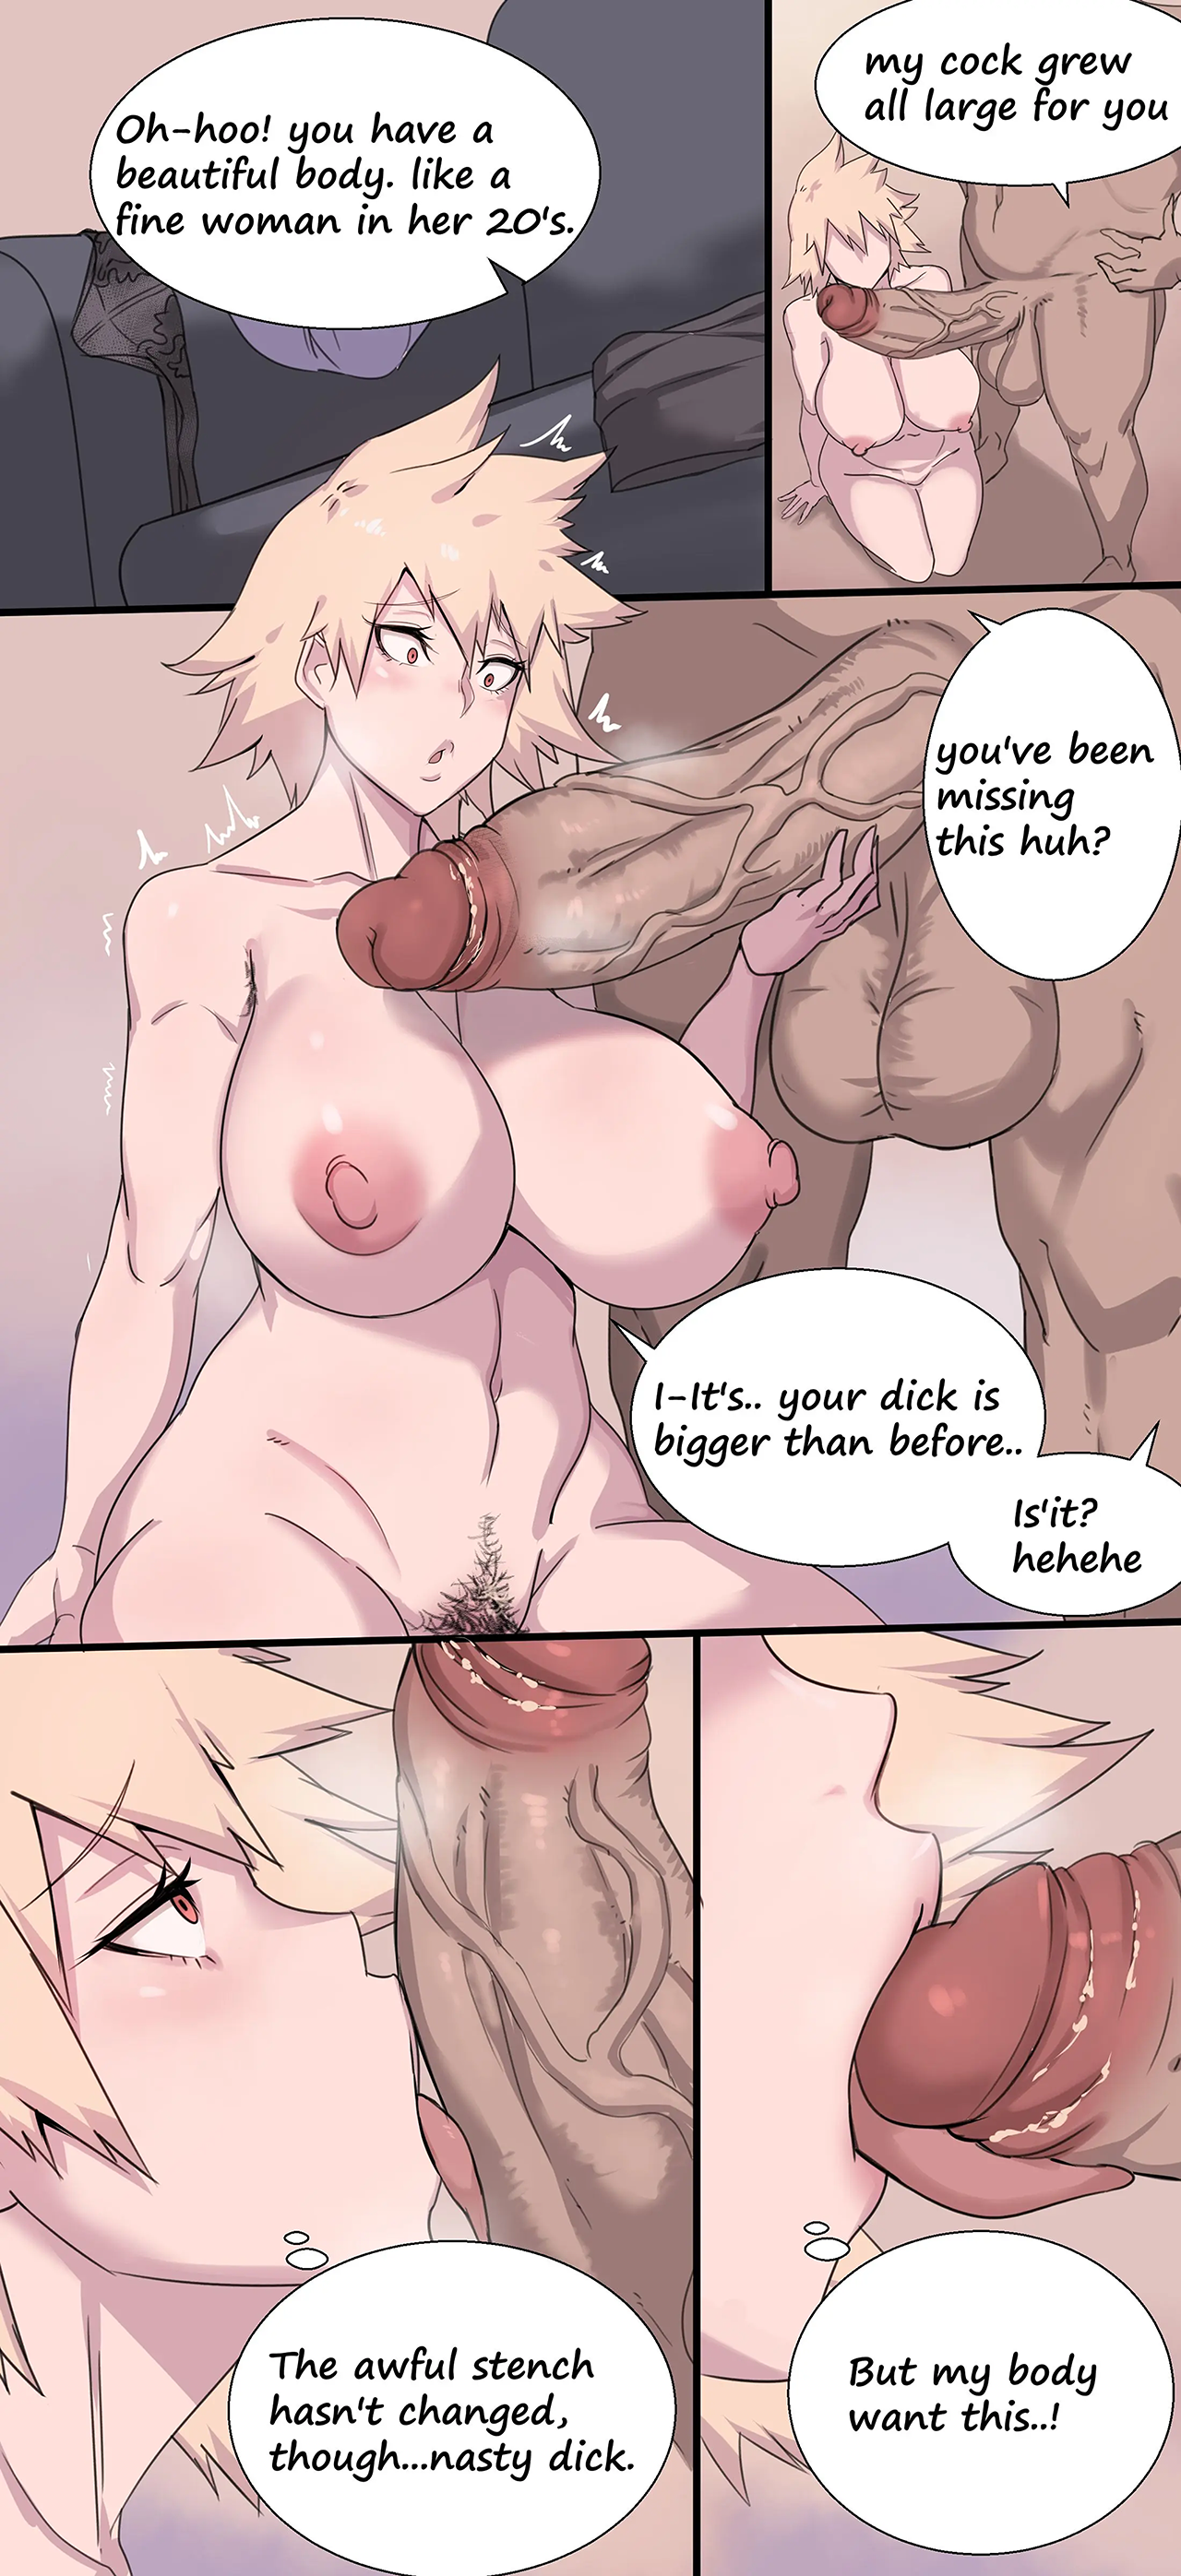 Oh-hoo! you have a
beautiful body. like a
fine woman in her 20's.
my cock grew
all large for you
you've been
missing
this huh?
I-It's.. your dick is
bigger than before..
Is'it?
hehehe
The awful stench
hasn't changed,
though...nasty dick.
But my body
want this..!